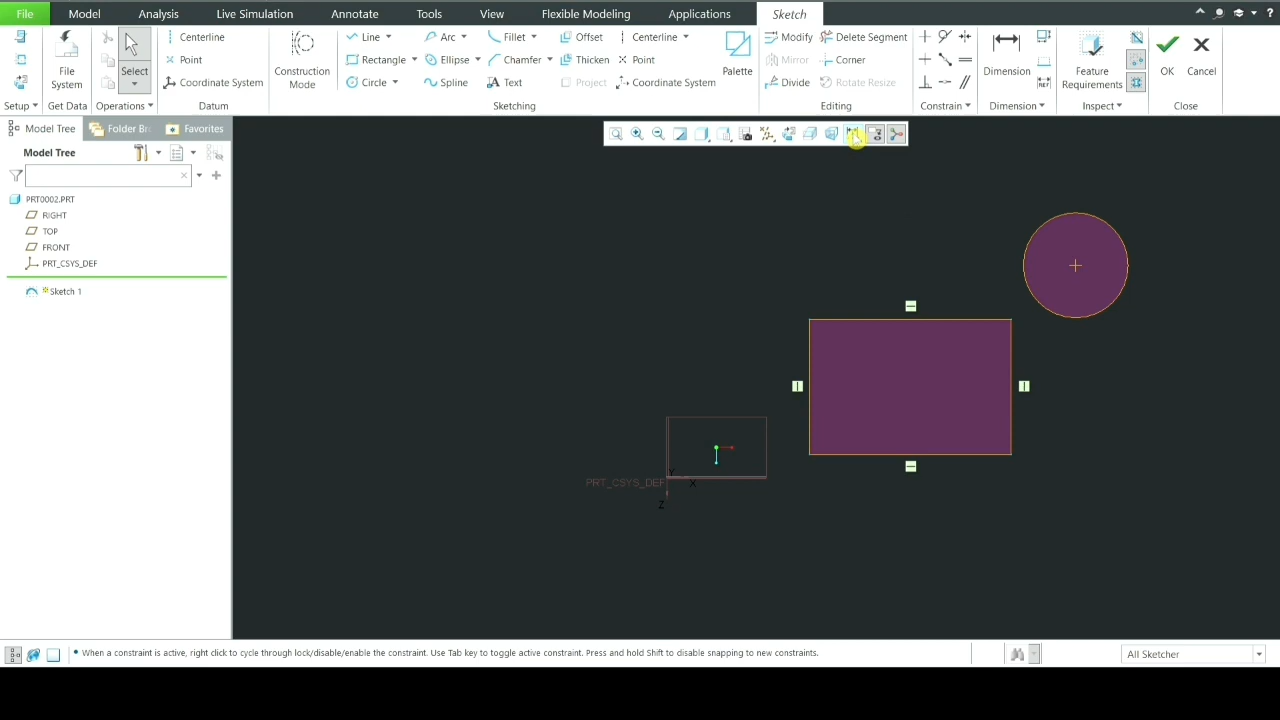 File Model Analysis Live Simulation Annotate Tools View Flexible Modeling Applications Sketch
Centerline Line Arc Fillet Offset Centerline Modify Delete Segment
Point Rectangle Ellipse Chamfer Thicken Point Mirror Corner
File System Select Coordinate System Construction Mode Circle Spline Text Project Coordinate System Palette Divide Rotate Resize Dimension REF Feature Requirements OK Cancel
Setup Get Data Operations Datum Sketching Editing Constrain Dimension Inspect Close
Model Tree Folder Br Favorites
Model Tree
PRT0002.PRT
RIGHT
TOP
FRONT
PRT_CSYS_DEF
Sketch 1
Y
PRT_CSYS_DEF X
Z
When a constraint is active, right click to cycle through lock/disable/enable the constraint. Use Tab key to toggle active constraint. Press and hold Shift to disable snapping to new constraints.
All Sketcher